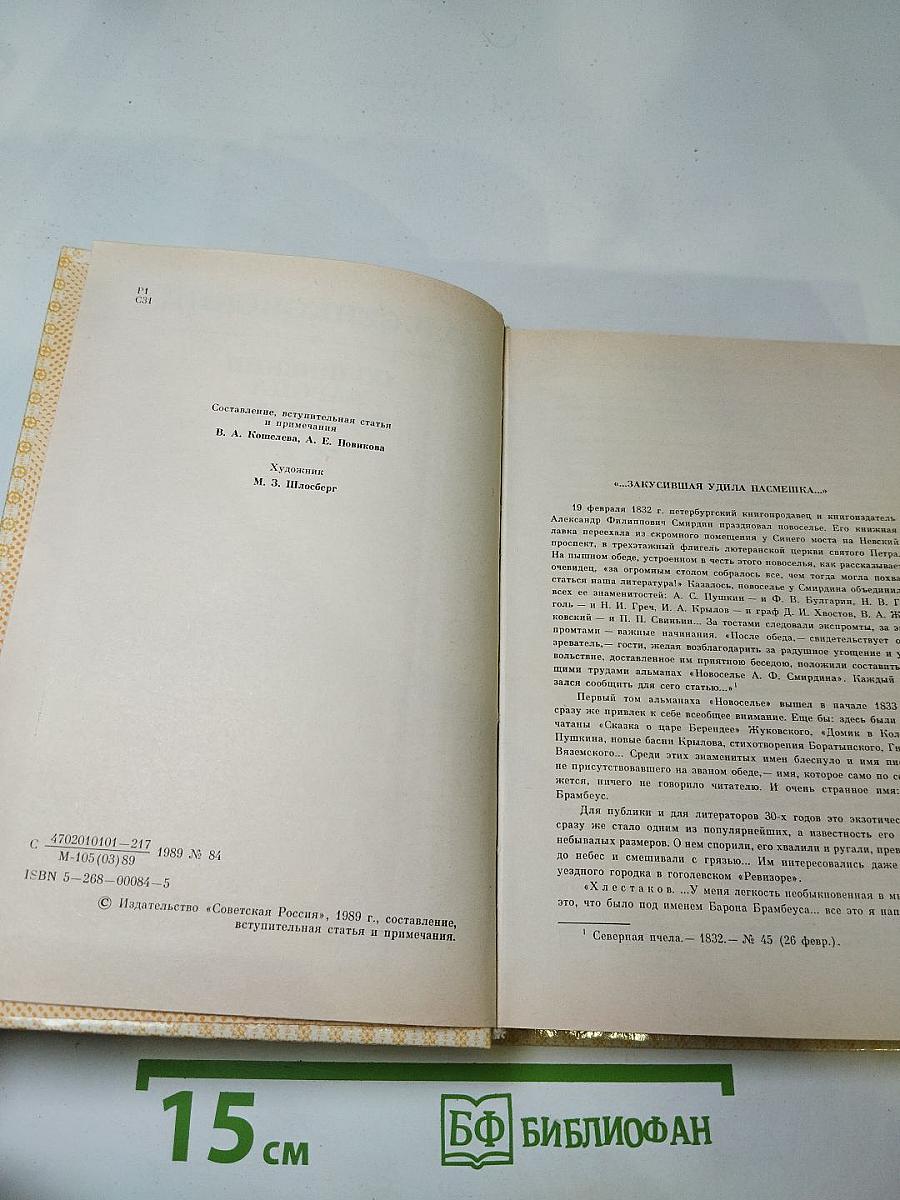 Р1
С31
Составление, вступительная статья
и примечания
В. А. Кошелева, А. Е. Новикова
Художник
М. З. Шлосберг
С 4702010101—217
М-105(03)89
1989 № 84
ISBN 5—268—00084—5
© Издательство «Советская Россия», 1989 г., составление,
вступительная статья и примечания.
«...ЗАКУСИВШАЯ УДИЛА НАСМЕШКА...»
19 февраля 1832 г. петербургский книгопродавец и книгоиздатель
Александр Филиппович Смирдин праздновал новоселье. Его книжная
лавка переехала из скромного помещения у Синего моста на Невский
проспект, в трехэтажный флигель лютеранской церкви святого Петра.
На пышном обеде, устроенном в честь этого новоселья, как рассказывает
очевидец, «за огромным столом собралось все, чем тогда могла похва
статься наша литература!» Казалось, новоселье у Смирдина объединил
всех ее знаменитостей: А. С. Пушкин — и Ф. В. Булгарин, Н. В. Г
голь — и Н. И. Греч, И. А. Крылов — и граф Д. И. Хвостов, В. А. Ж
ковский — и П. П. Свиньин... За тостами следовали экспромты, за э
промтами — важные начинания. «После обеда,— свидетельствует о
зреватель,— гости, желая возблагодарить за радушное угощение и у
вольствие, доставленное им приятною беседою, положили составить
щими трудами альманах «Новоселье А. Ф. Смирдина». Каждый
зался сообщить для сего статью...»¹
Первый том альманаха «Новоселье» вышел в начале 1833
сразу же привлек к себе всеобщее внимание. Еще бы: здесь были
чатаны «Сказка о царе Берендее» Жуковского, «Домик в Кол
Пушкина, новые басни Крылова, стихотворения Боратынского, Гн
Вяземского... Среди этих знаменитых имен блеснуло и имя пис
не присутствовавшего на званом обеде,— имя, которое само по се
жется, ничего не говорило читателю. И очень странное имя:
Брамбеус.
Для публики и для литераторов 30-х годов это экзотичес
сразу же стало одним из популярнейших, а известность его
небывалых размеров. О нем спорили, его хвалили и ругали, прев
до небес и смешивали с грязью... Им интересовались даже
уездного городка в гоголевском «Ревизоре».
«Хлестаков. ...У меня легкость необыкновенная в мы
это, что было под именем Барона Брамбеуса... все это я нап
¹ Северная пчела.— 1832.— № 45 (26 февр.).
15 см
БФ БИБЛИОФАН